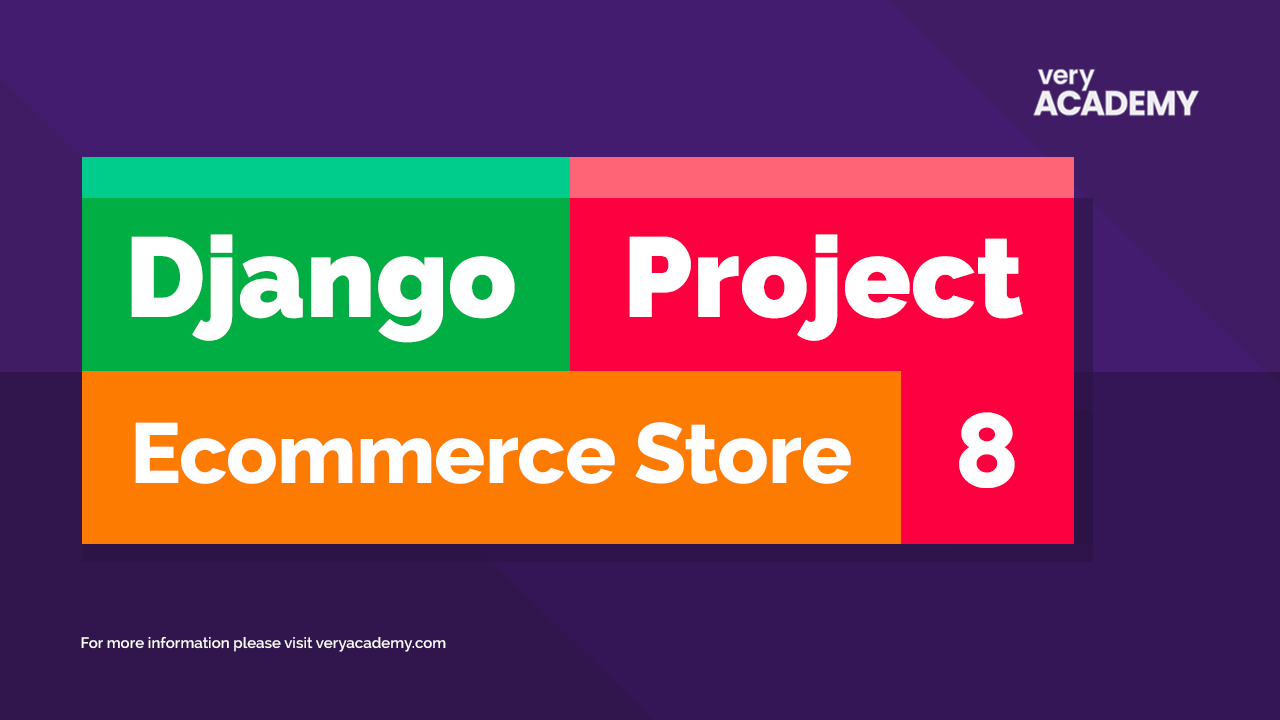 very
ACADEMY
Django Project
Ecommerce Store 8
For more information please visit veryacademy.com